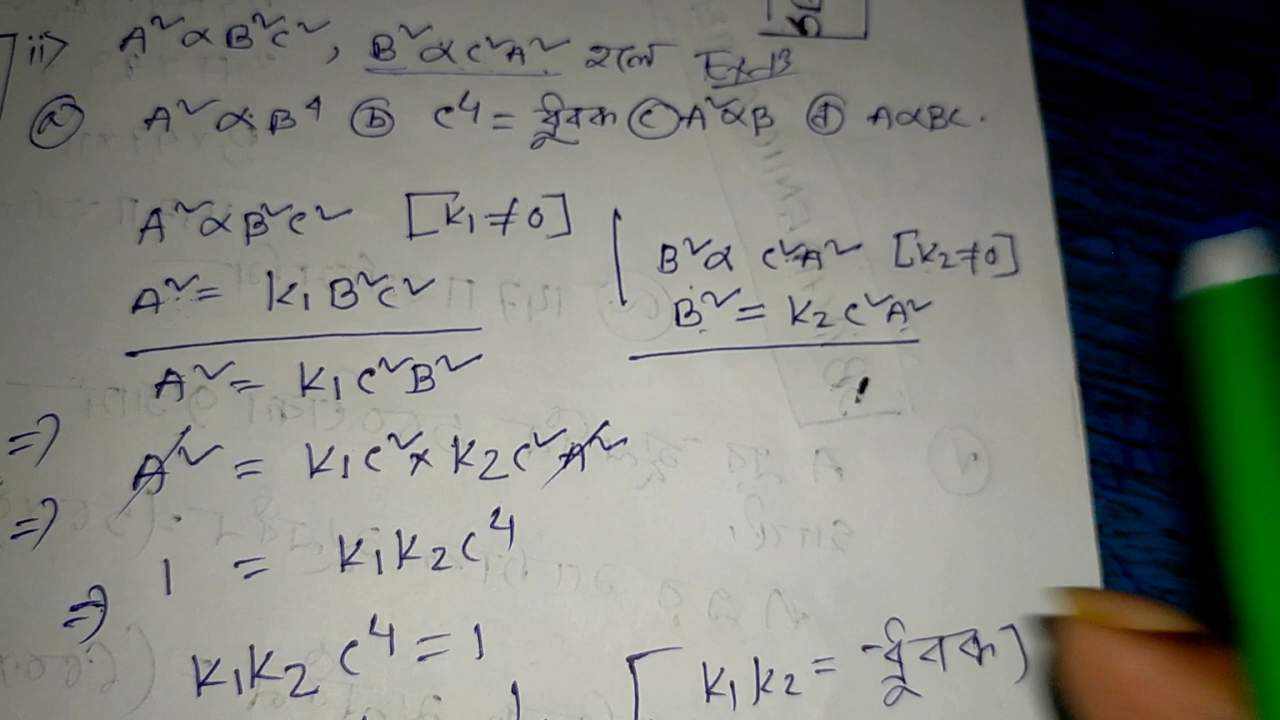 ii> A² ∝ B²C², B² ∝ C²A² হলে Ex-13
ⓐ A² ∝ B⁴ ⓑ C⁴ = ধ্রুবক ⓒ A² ∝ B ⓓ A∝BC.
A² ∝ B²C² [K₁ ≠ 0]
A² = K₁B²C²
B² ∝ C²A² [K₂ ≠ 0]
B² = K₂C²A²
A² = K₁C²B²
⇒ A² = K₁C² × K₂C²A²
⇒ 1 = K₁K₂C⁴
⇒ K₁K₂C⁴ = 1 [K₁K₂ = ধ্রুবক]